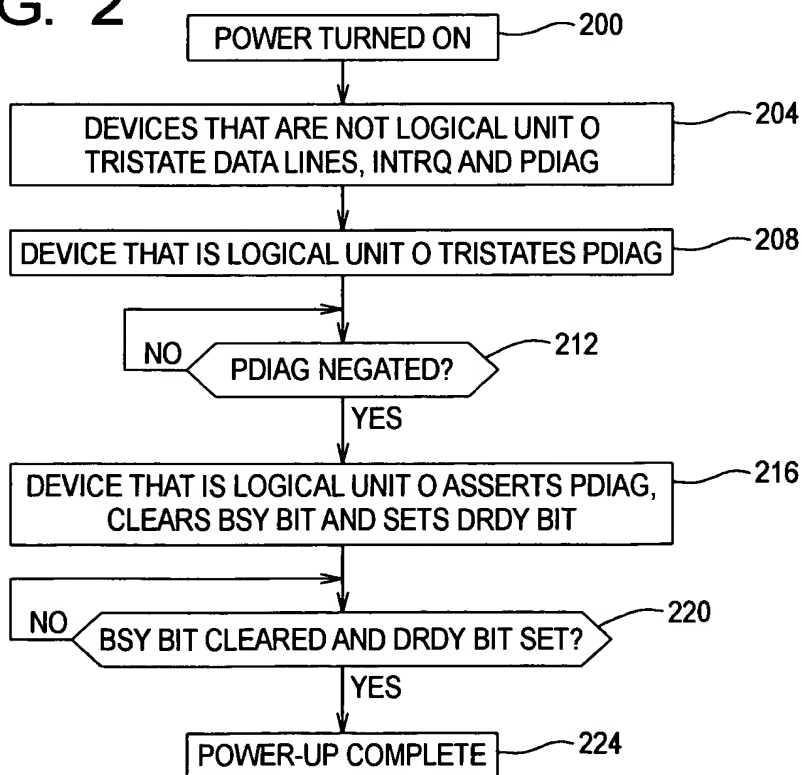 G. 2
POWER TURNED ON
200
DEVICES THAT ARE NOT LOGICAL UNIT O
TRISTATE DATA LINES, INTRQ AND PDIAG
204
DEVICE THAT IS LOGICAL UNIT O TRISTATES PDIAG
208
NO
PDIAG NEGATED?
212
YES
DEVICE THAT IS LOGICAL UNIT O ASSERTS PDIAG,
CLEARS BSY BIT AND SETS DRDY BIT
216
NO
BSY BIT CLEARED AND DRDY BIT SET?
220
YES
POWER-UP COMPLETE
224